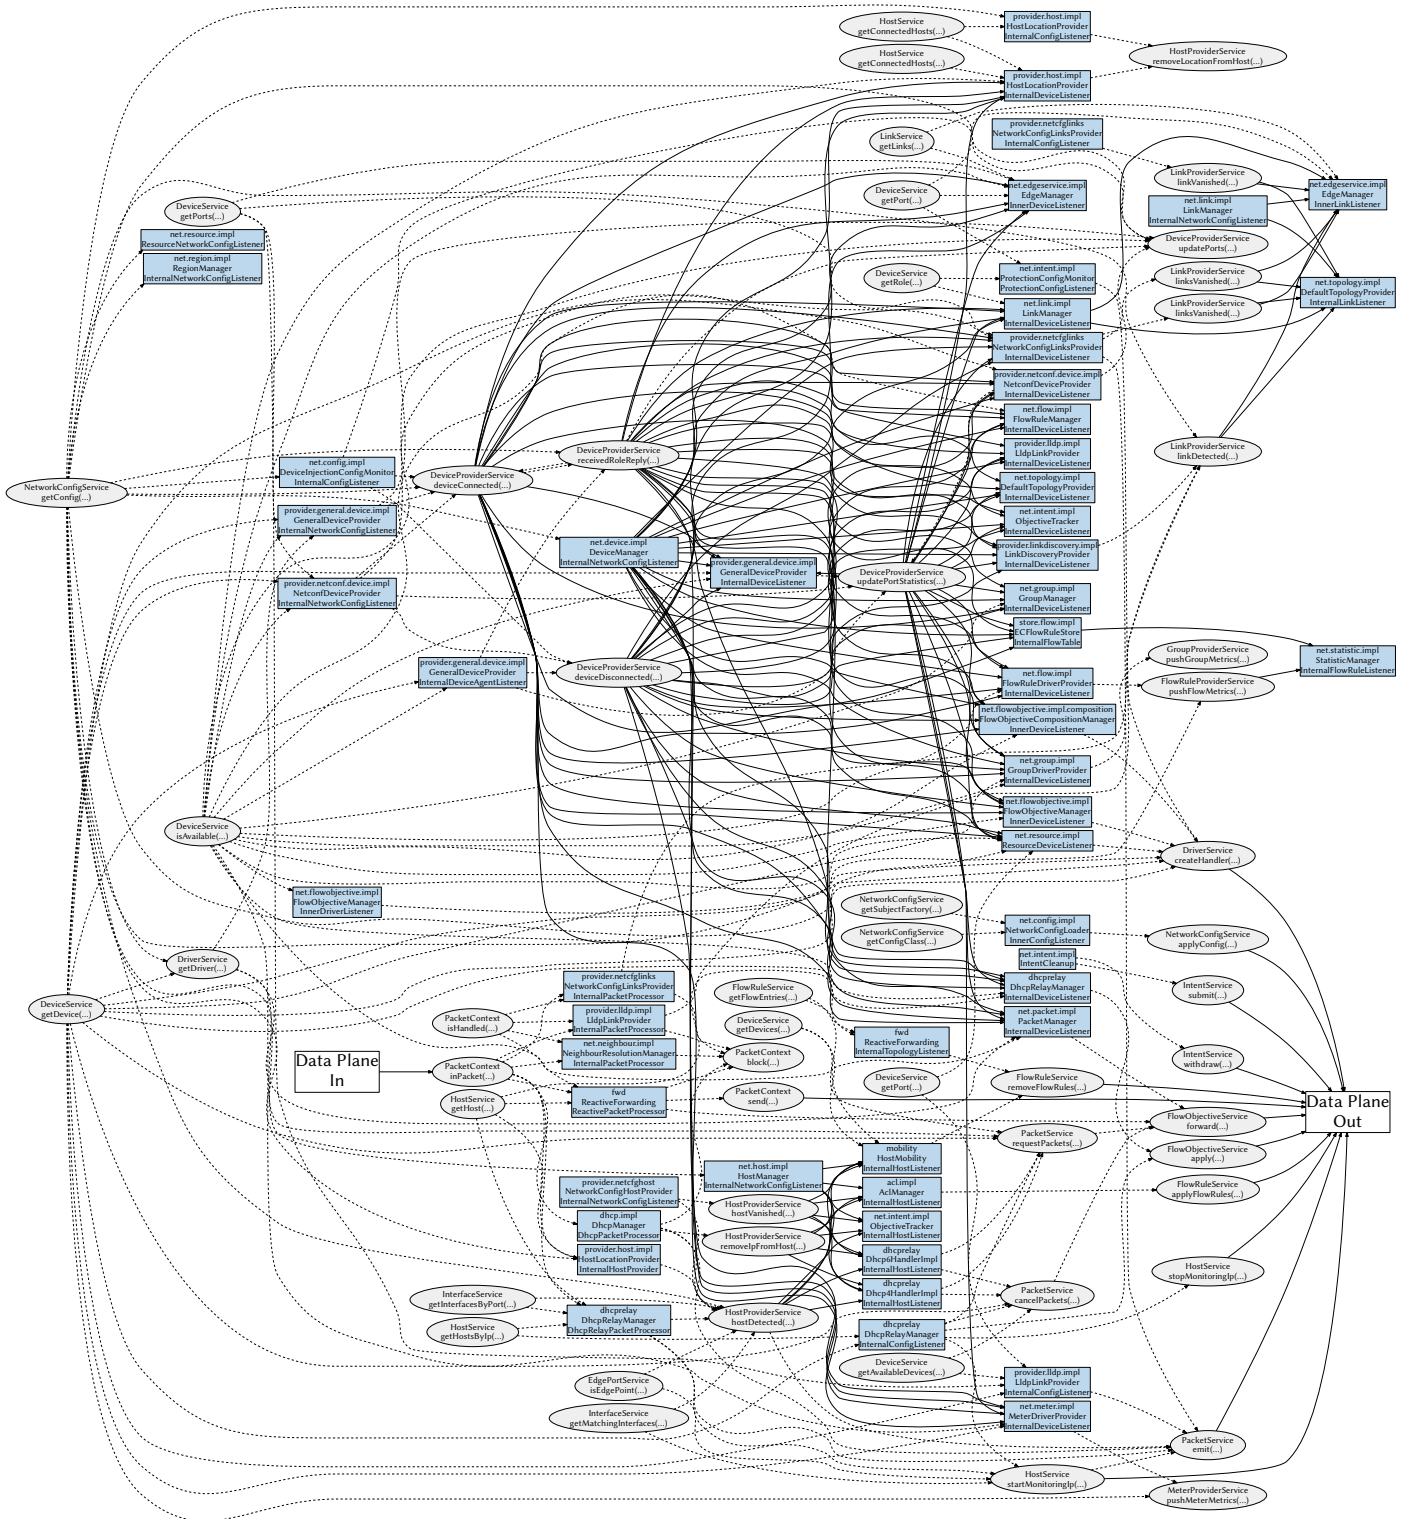 HostService
getConnectedHosts(...)
provider.host.impl
HostLocationProvider
InternalConfigListener
HostService
getConnectedHosts(...)
HostProviderService
removeLocationFromHost(...)
provider.host.impl
HostLocationProvider
InternalDeviceListener
LinkService
getLinks(...)
provider.netcfglinks
NetworkConfigLinksProvider
InternalConfigListener
LinkProviderService
linkVanished(...)
DeviceService
getPorts(...)
DeviceService
getPort(...)
net.edgeservice.impl
EdgeManager
InnerDeviceListener
net.edgeservice.impl
EdgeManager
InnerLinkListener
net.link.impl
LinkManager
InternalNetworkConfigListener
net.resource.impl
ResourceNetworkConfigListener
DeviceProviderService
updatePorts(...)
net.region.impl
RegionManager
InternalNetworkConfigListener
DeviceService
getRole(...)
net.intent.impl
ProtectionConfigMonitor
ProtectionConfigListener
LinkProviderService
linksVanished(...)
net.topology.impl
DefaultTopologyProvider
InternalLinkListener
net.link.impl
LinkManager
InternalDeviceListener
LinkProviderService
linksVanished(...)
provider.netcfglinks
NetworkConfigLinksProvider
InternalDeviceListener
provider.netconf.device.impl
NetconfDeviceProvider
InternalDeviceListener
net.flow.impl
FlowRuleManager
InternalDeviceListener
provider.lldp.impl
LldpLinkProvider
InternalDeviceListener
LinkProviderService
linkDetected(...)
DeviceProviderService
receivedRoleReply(...)
net.config.impl
DeviceInjectionConfigMonitor
InternalConfigListener
DeviceProviderService
deviceConnected(...)
net.topology.impl
DefaultTopologyProvider
InternalDeviceListener
NetworkConfigService
getConfig(...)
provider.general.device.impl
GeneralDeviceProvider
InternalNetworkConfigListener
net.intent.impl
ObjectiveTracker
InternalDeviceListener
net.device.impl
DeviceManager
InternalNetworkConfigListener
provider.linkdiscovery.impl
LinkDiscoveryProvider
InternalDeviceListener
provider.general.device.impl
GeneralDeviceProvider
InternalDeviceListener
DeviceProviderService
updatePortStatistics(...)
provider.netconf.device.impl
NetconfDeviceProvider
InternalNetworkConfigListener
net.group.impl
GroupManager
InternalDeviceListener
store.flow.impl
ECFlowRuleStore
InternalFlowTable
GroupProviderService
pushGroupMetrics(...)
net.statistic.impl
StatisticManager
InternalFlowRuleListener
provider.general.device.impl
GeneralDeviceProvider
InternalDeviceAgentListener
DeviceProviderService
deviceDisconnected(...)
net.flow.impl
FlowRuleDriverProvider
InternalDeviceListener
FlowRuleProviderService
pushFlowMetrics(...)
net.flowobjective.impl.composition
FlowObjectiveCompositionManager
InnerDeviceListener
net.group.impl
GroupDriverProvider
InternalDeviceListener
DeviceService
isAvailable(...)
net.flowobjective.impl
FlowObjectiveManager
InnerDeviceListener
net.resource.impl
ResourceDeviceListener
DriverService
createHandler(...)
net.flowobjective.impl
FlowObjectiveManager
InnerDriverListener
NetworkConfigService
getSubjectFactory(...)
NetworkConfigService
getConfigClass(...)
net.config.impl
NetworkConfigLoader
InnerConfigListener
NetworkConfigService
applyConfig(...)
DriverService
getDriver(...)
net.intent.impl
IntentCleanup
provider.netcfglinks
NetworkConfigLinksProvider
InternalPacketProcessor
FlowRuleService
getFlowEntries(...)
dhcprelay
DhcpRelayManager
InternalDeviceListener
IntentService
submit(...)
DeviceService
getDevice(...)
PacketContext
isHandled(...)
provider.lldp.impl
LldpLinkProvider
InternalPacketProcessor
DeviceService
getDevices(...)
net.packet.impl
PacketManager
InternalDeviceListener
fwd
ReactiveForwarding
InternalTopologyListener
net.neighbour.impl
NeighbourResolutionManager
InternalPacketProcessor
PacketContext
block(...)
IntentService
withdraw(...)
Data Plane
In
PacketContext
inPacket(...)
DeviceService
getPort(...)
FlowRuleService
removeFlowRules(...)
HostService
getHost(...)
fwd
ReactiveForwarding
ReactivePacketProcessor
PacketContext
send(...)
Data Plane
Out
FlowObjectiveService
forward(...)
PacketService
requestPackets(...)
FlowObjectiveService
apply(...)
mobility
HostMobility
InternalHostListener
net.host.impl
HostManager
InternalNetworkConfigListener
provider.netcfghost
NetworkConfigHostProvider
InternalNetworkConfigListener
acl.impl
AclManager
InternalHostListener
FlowRuleService
applyFlowRules(...)
HostProviderService
hostVanished(...)
dhcp.impl
DhcpManager
DhcpPacketProcessor
net.intent.impl
ObjectiveTracker
InternalHostListener
HostProviderService
removeIpFromHost(...)
provider.host.impl
HostLocationProvider
InternalHostProvider
dhcprelay
Dhcp6HandlerImpl
InternalHostListener
HostService
stopMonitoringIp(...)
dhcprelay
Dhcp4HandlerImpl
InternalHostListener
PacketService
cancelPackets(...)
InterfaceService
getInterfacesByPort(...)
dhcprelay
DhcpRelayManager
DhcpRelayPacketProcessor
HostProviderService
hostDetected(...)
HostService
getHostsByIp(...)
dhcprelay
DhcpRelayManager
InternalConfigListener
DeviceService
getAvailableDevices(...)
EdgePortService
isEdgePoint(...)
provider.lldp.impl
LldpLinkProvider
InternalConfigListener
InterfaceService
getMatchingInterfaces(...)
net.meter.impl
MeterDriverProvider
InternalDeviceListener
PacketService
emit(...)
HostService
startMonitoringIp(...)
MeterProviderService
pushMeterMetrics(...)